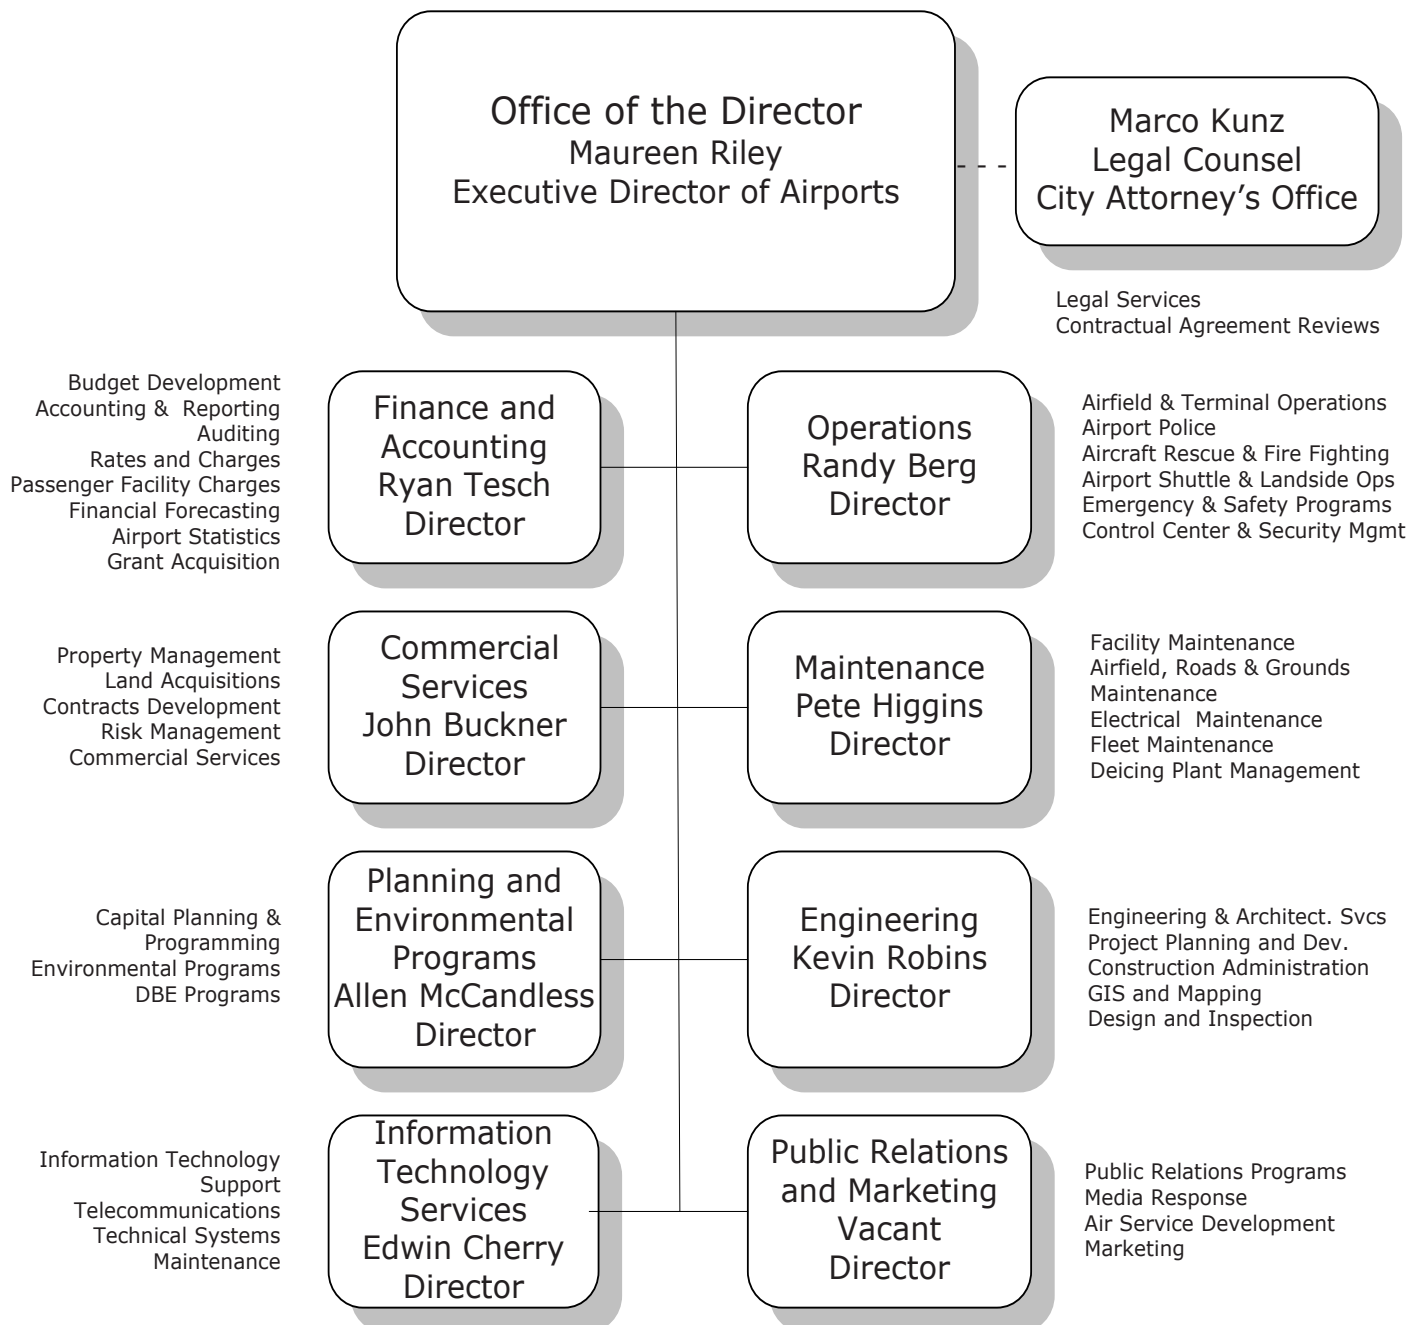 Office of the Director
Maureen Riley
Executive Director of Airports
Marco Kunz
Legal Counsel
City Attorney’s Office
Legal Services
Contractual Agreement Reviews
Budget Development
Accounting &  Reporting
Auditing
Rates and Charges
Passenger Facility Charges
Financial Forecasting
Airport Statistics
Grant Acquisition
Finance and
Accounting
Ryan Tesch
Director
Operations
Randy Berg
Director
Airfield & Terminal Operations
Airport Police
Aircraft Rescue & Fire Fighting
Airport Shuttle & Landside Ops
Emergency & Safety Programs
Control Center & Security Mgmt
Property Management
Land Acquisitions
Contracts Development
Risk Management
Commercial Services
Commercial
Services
John Buckner
Director
Maintenance
Pete Higgins
Director
Facility Maintenance
Airfield, Roads & Grounds
Maintenance
Electrical  Maintenance
Fleet Maintenance
Deicing Plant Management
Capital Planning &
Programming
Environmental Programs
DBE Programs
Planning and
Environmental
Programs
Allen McCandless
Director
Engineering
Kevin Robins
Director
Engineering & Architect. Svcs
Project Planning and Dev.
Construction Administration
GIS and Mapping
Design and Inspection
Information Technology
Support
Telecommunications
Technical Systems
Maintenance
Information
Technology
Services
Edwin Cherry
Director
Public Relations
and Marketing
Vacant
Director
Public Relations Programs
Media Response
Air Service Development
Marketing